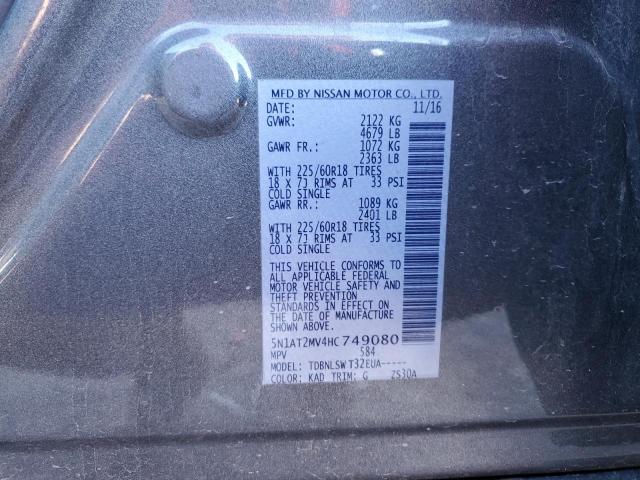 MFD BY NISSAN MOTOR CO., LTD.
DATE: 11/16
GVWR: 2122 KG
4679 LB
GAWR FR.: 1072 KG
2363 LB
WITH 225/60R18 TIRES
18 X 7J RIMS AT 33 PSI
COLD SINGLE
GAWR RR.: 1089 KG
2401 LB
WITH 225/60R18 TIRES
18 X 7J RIMS AT 33 PSI
COLD SINGLE
THIS VEHICLE CONFORMS TO
ALL APPLICABLE FEDERAL
MOTOR VEHICLE SAFETY AND
THEFT PREVENTION
STANDARDS IN EFFECT ON
THE DATE OF MANUFACTURE
SHOWN ABOVE.
5N1AT2MV4HC749080
MPV S84
MODEL: TDBNLSWT32EUA-----
COLOR: KAD TRIM: G ZS30A